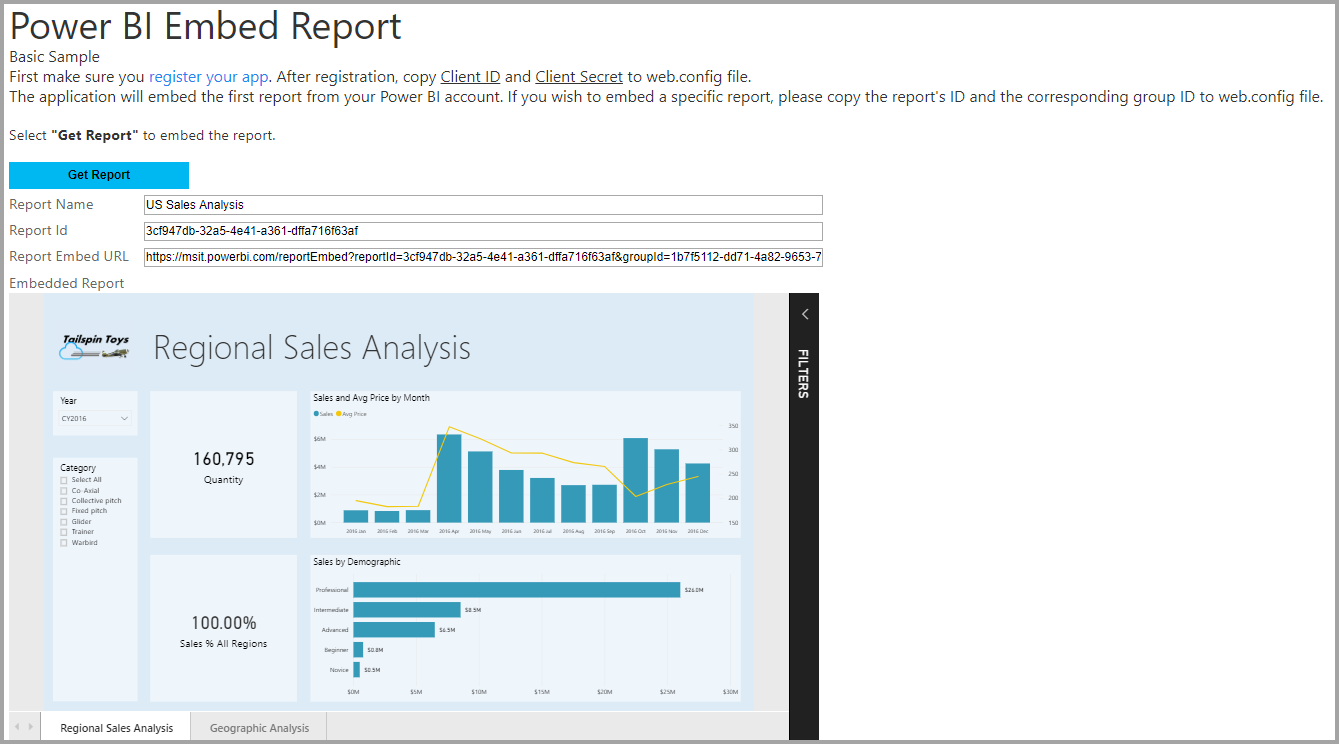 Power BI Embed Report
Basic Sample
First make sure you register your app. After registration, copy Client ID and Client Secret to web.config file.
The application will embed the first report from your Power BI account. If you wish to embed a specific report, please copy the report's ID and the corresponding group ID to web.config file.
Select "Get Report" to embed the report.
Get Report
Report Name US Sales Analysis
Report Id 3cf947db-32a5-4e41-a361-dffa716f63af
Report Embed URL https://msit.powerbi.com/reportEmbed?reportId=3cf947db-32a5-4e41-a361-dffa716f63af&groupId=1b7f5112-dd71-4a82-9653-7
Embedded Report
Tailspin Toys
Regional Sales Analysis
FILTERS
Year
CY2016
Category
Select All
Co-Axial
Collective pitch
Fixed pitch
Glider
Trainer
Warbird
160,795
Quantity
100.00%
Sales % All Regions
Sales and Avg Price by Month
Sales Avg Price
$6M
$4M
$2M
$0M
350
300
250
200
150
2016 Jan 2016 Feb 2016 Mar 2016 Apr 2016 May 2016 Jun 2016 Jul 2016 Aug 2016 Sep 2016 Oct 2016 Nov 2016 Dec
Sales by Demographic
Professional $26.0M
Intermediate $8.5M
Advanced $6.5M
Beginner $0.8M
Novice $0.5M
$0M $5M $10M $15M $20M $25M $30M
Regional Sales Analysis Geographic Analysis